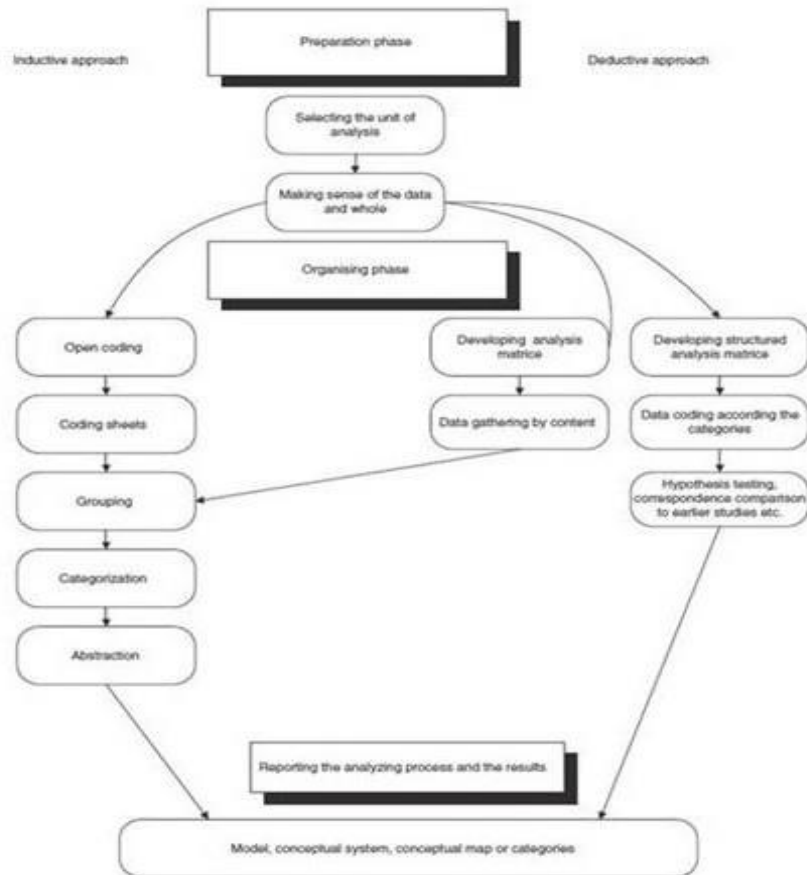 Preparation phase
Inductive approach
Deductive approach
Selecting the unit of
analysis
Making sense of the data
and whole
Organising phase
Open coding
Developing analysis
matrice
Developing structured
analysis matrice
Coding sheets
Data gathering by content
Data coding according the
categories
Grouping
Hypothesis testing,
correspondence comparison
to earlier studies etc.
Categorization
Abstraction
Reporting the analyzing process and the results
Model, conceptual system, conceptual map or categories